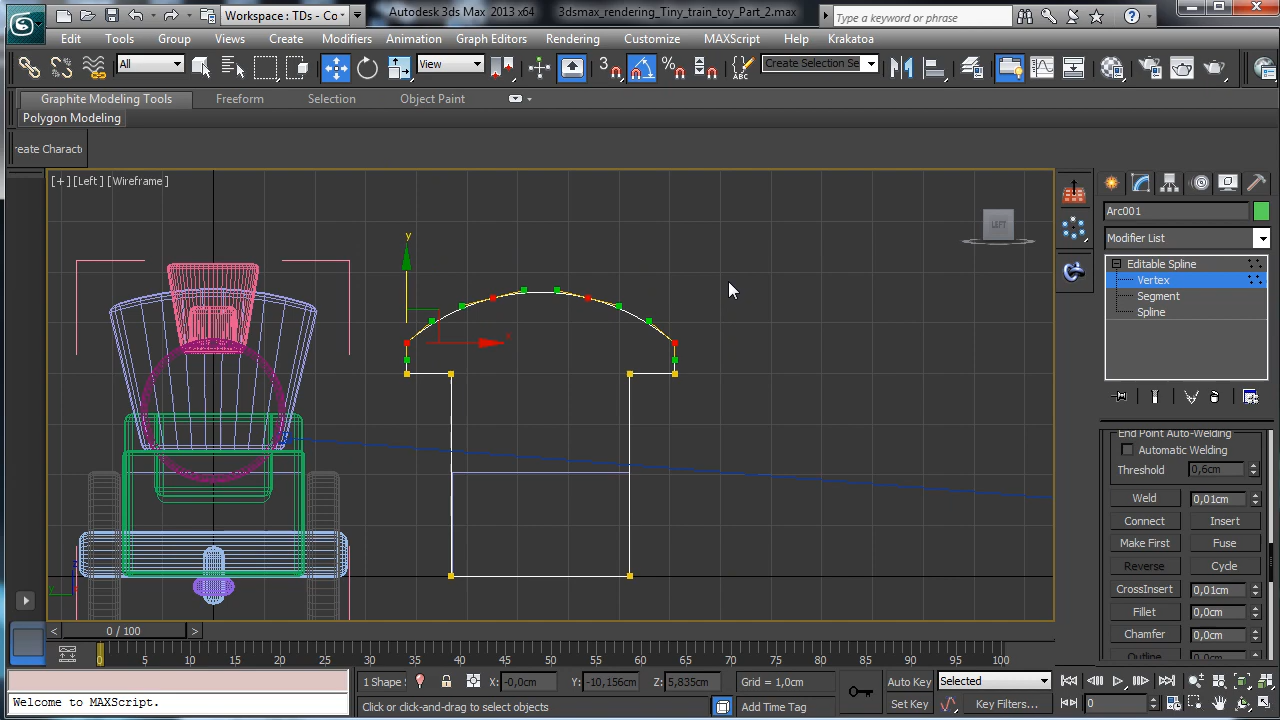 Workspace: TDs - Co
Autodesk 3ds Max 2013 x64
3dsmax_rendering_Tiny_train_toy_Part_2.max
Type a keyword or phrase
Edit Tools Group Views Create Modifiers Animation Graph Editors Rendering Customize MAXScript Help Krakatoa
All
View
3
ABC
Create Selection Se
Graphite Modeling Tools Freeform Selection Object Paint
Polygon Modeling
reate Charact
[+] [Left ] [Wireframe ]
y
x
LEFT
y
Arc001
Modifier List
Editable Spline
Vertex
Segment
Spline
End Point Auto-Welding
Automatic Welding
Threshold 0,6cm
Weld 0,01cm
Connect Insert
Make First Fuse
Reverse Cycle
CrossInsert 0,01cm
Fillet 0,0cm
Chamfer 0,0cm
Outline 0,0cm
< 0 / 100 >
0 5 10 15 20 25 30 35 40 45 50 55 60 65 70 75 80 85 90 95 100
1 Shape X: -0,0cm Y: -10,156cm Z: 5,835cm Grid = 1,0cm Auto Key Selected
Welcome to MAXScript.
Click or click-and-drag to select objects Add Time Tag Set Key Key Filters... 0